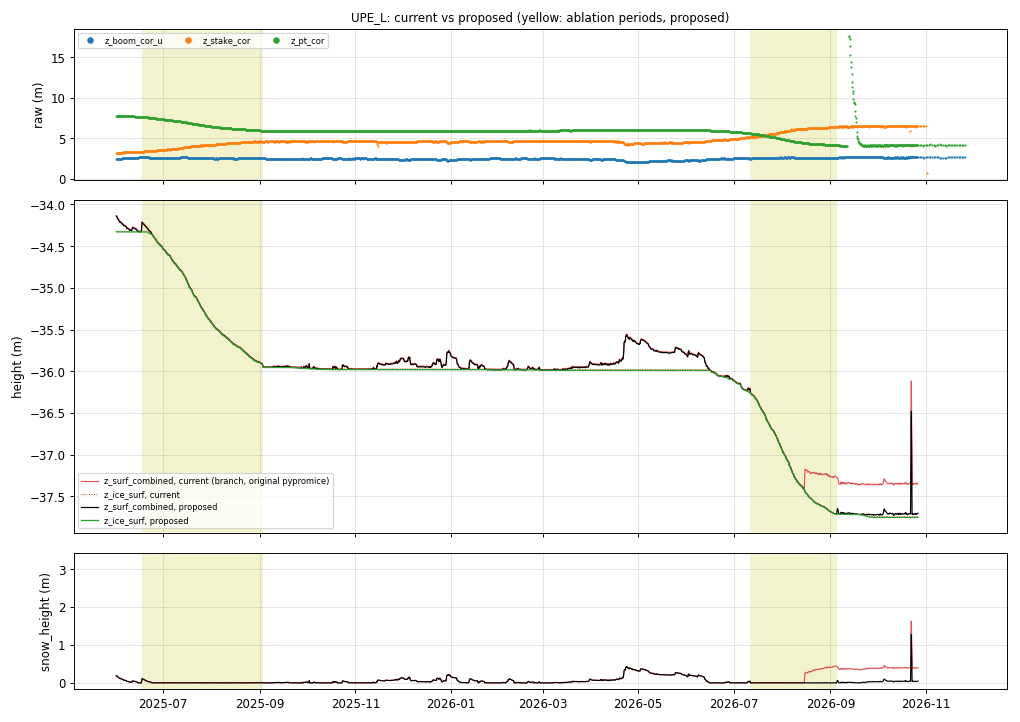 UPE_L: current vs proposed (yellow: ablation periods, proposed)
z_boom_cor_u z_stake_cor z_pt_cor
raw (m)
15
10
5
0
height (m)
−34.0
−34.5
−35.0
−35.5
−36.0
−36.5
−37.0
−37.5
z_surf_combined, current (branch, original pypromice)
z_ice_surf, current
z_surf_combined, proposed
z_ice_surf, proposed
snow_height (m)
3
2
1
0
2025-07 2025-09 2025-11 2026-01 2026-03 2026-05 2026-07 2026-09 2026-11